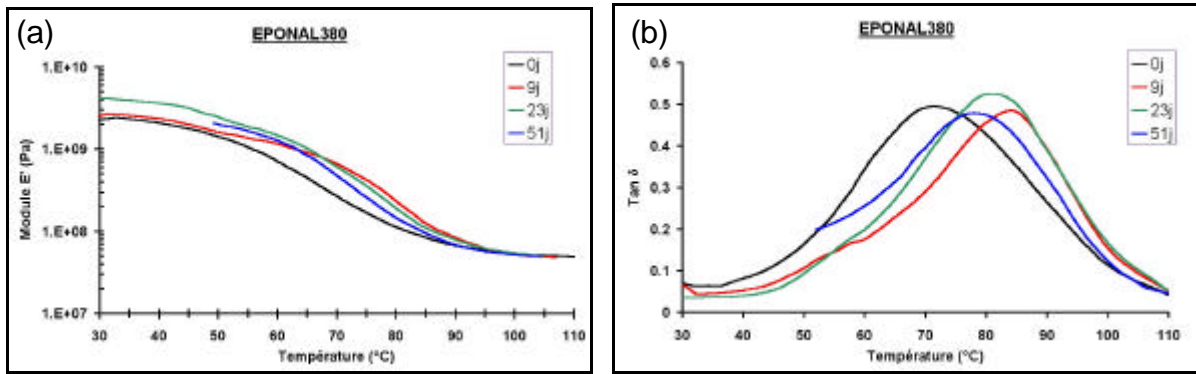 (a)
EPONAL380
1.E+10
1.E+09
1.E+08
1.E+07
Module E' (Pa)
30 40 50 60 70 80 90 100 110
Température (°C)
0j
9j
23j
51j
(b)
EPONAL380
0.6
0.5
0.4
0.3
0.2
0.1
0
Tan δ
30 40 50 60 70 80 90 100 110
Température (°C)
0j
9j
23j
51j